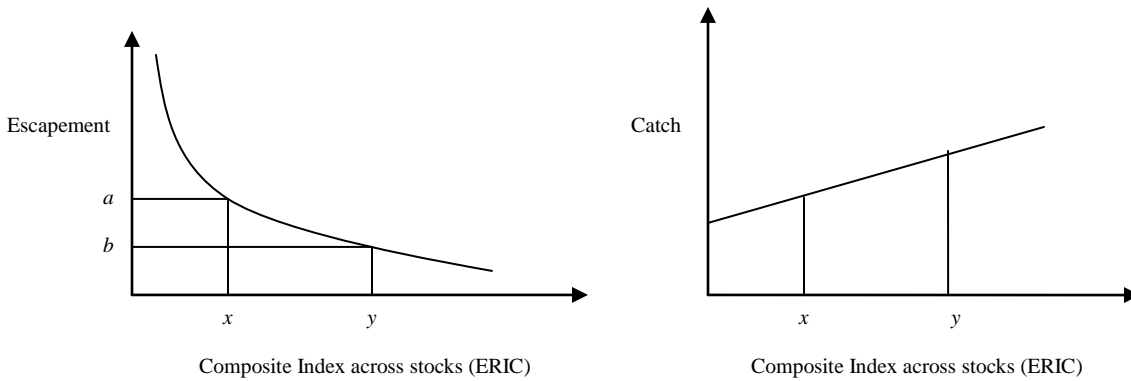 Escapement
a
b
x
y
Composite Index across stocks (ERIC)
Catch
x
y
Composite Index across stocks (ERIC)